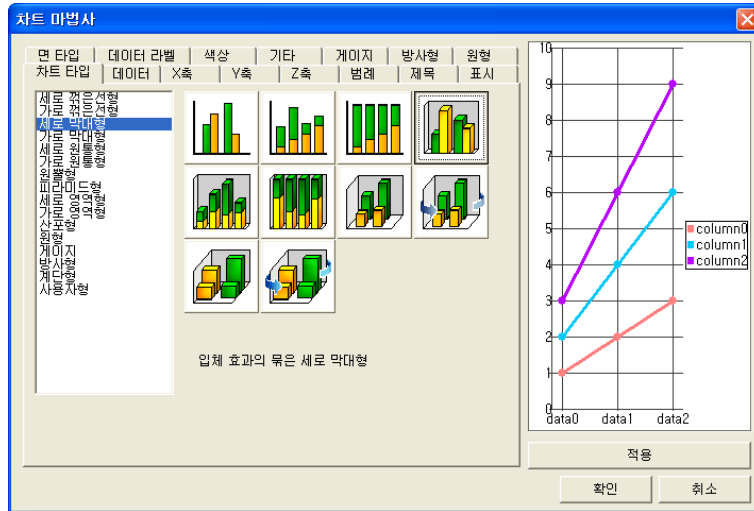 차트 마법사
면 타입 데이터 라벨 색상 기타 게이지 방사형 원형
차트 타입 데이터 X축 Y축 Z축 범례 제목 표시
세로 꺾은선형
가로 꺾은선형
세로 막대형
가로 막대형
세로 원통형
가로 원통형
원뿔형
피라미드형
세로 영역형
가로 영역형
산포형
원형
게이지
방사형
계단형
사용자형
입체 효과의 묶은 세로 막대형
10
9
8
7
6
5
4
3
2
1
0
data0 data1 data2
column0
column1
column2
적용
확인 취소